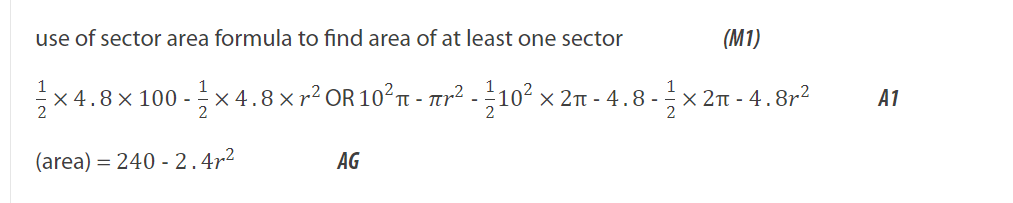 use of sector area formula to find area of at least one sector (M1)
½ × 4.8 × 100 - ½ × 4.8 × r² OR 10²π - πr² - ½10² × 2π - 4.8 - ½ × 2π - 4.8r² A1
(area) = 240 - 2.4r² AG